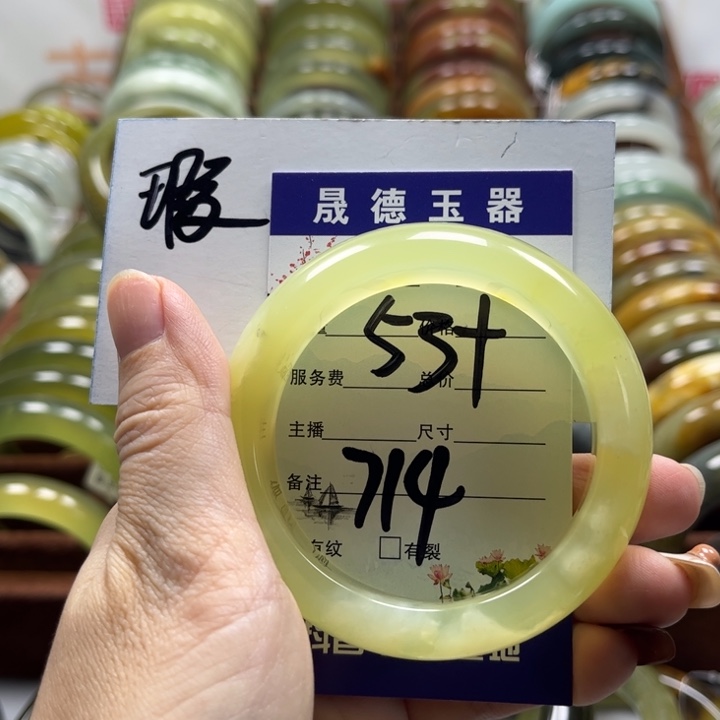 瑕
晟德玉器
53+
服务费 总价
主播 尺寸
备注
714
有纹 □有裂